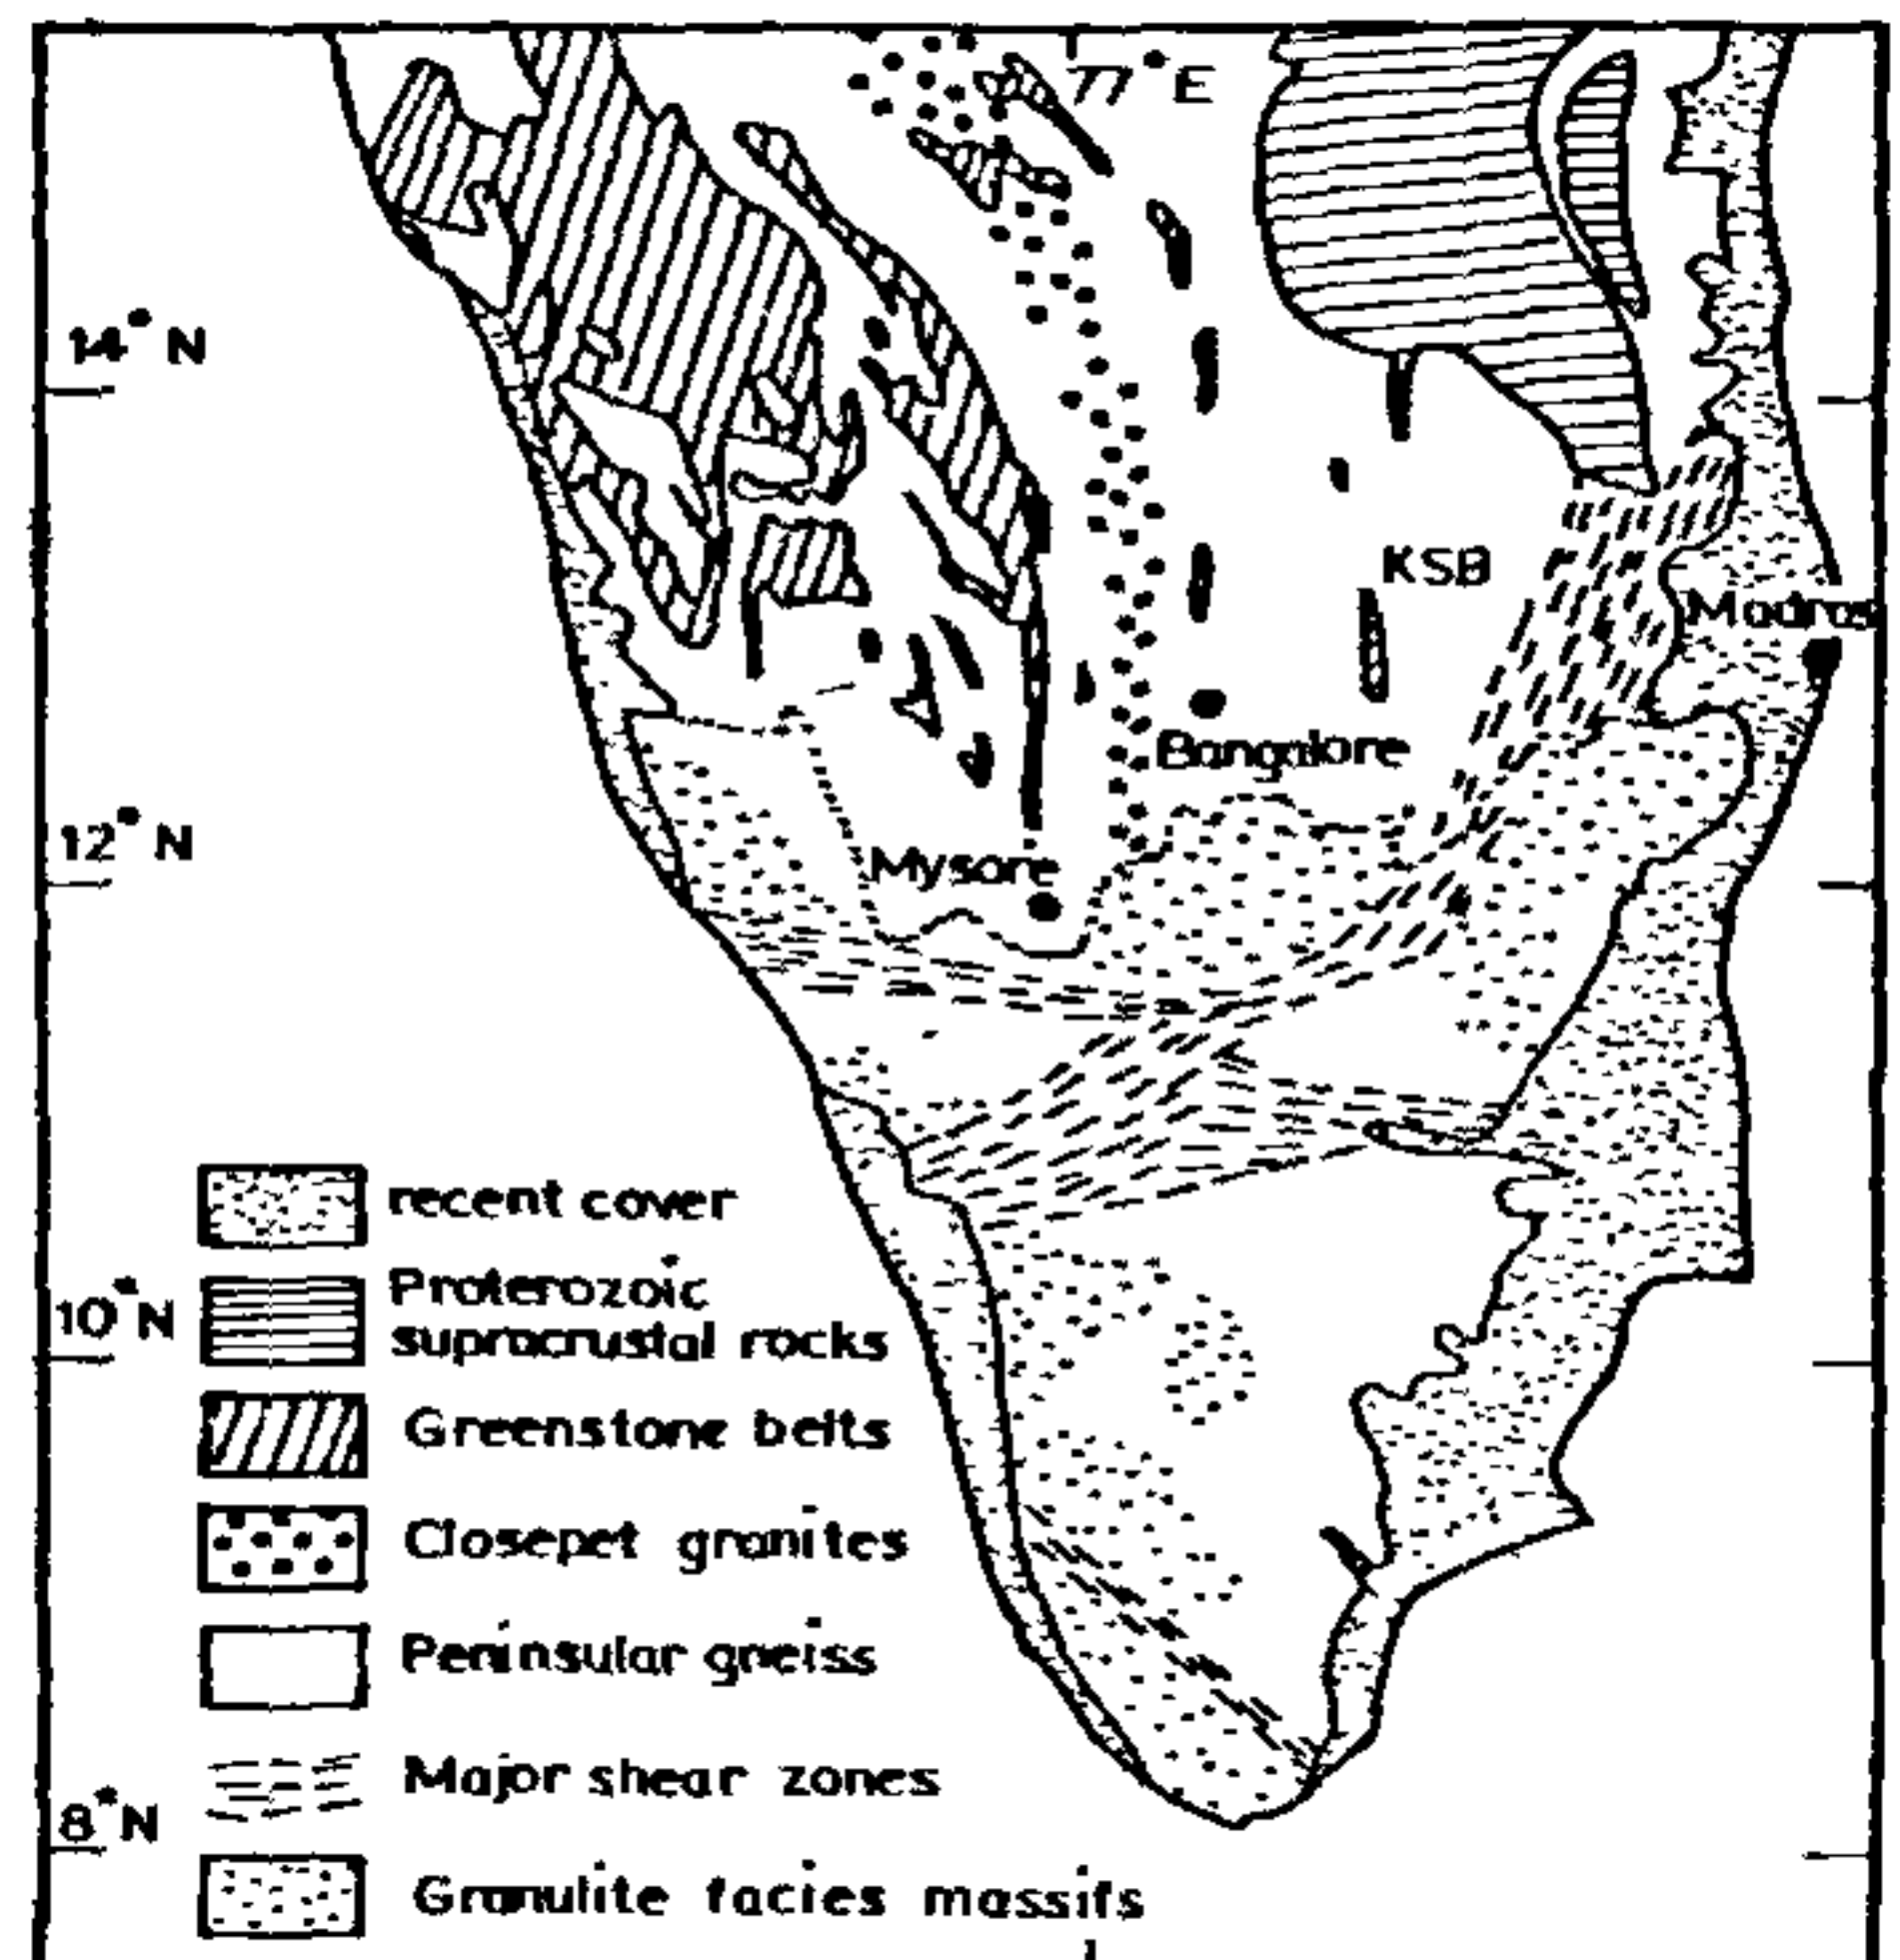 77°E
14°N
KSB
Madras
Bangalore
12°N
Mysore
recent cover
Proterozoic
supracrustal rocks
10°N
Greenstone belts
Closepet granites
Peninsular gneiss
Major shear zones
8°N
Granulite facies massifs